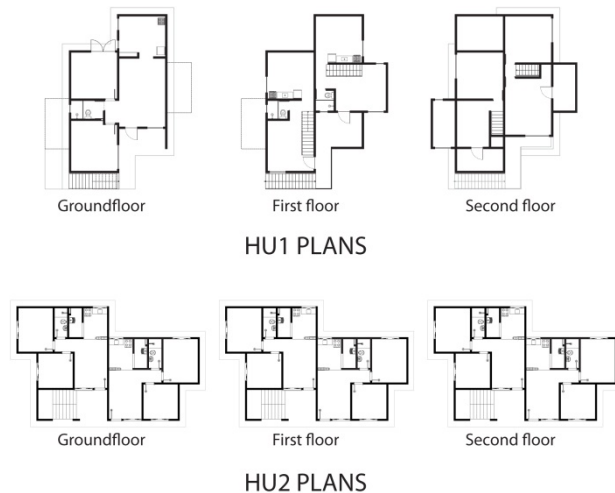 Groundfloor
First floor
Second floor
HU1 PLANS
Groundfloor
First floor
Second floor
HU2 PLANS